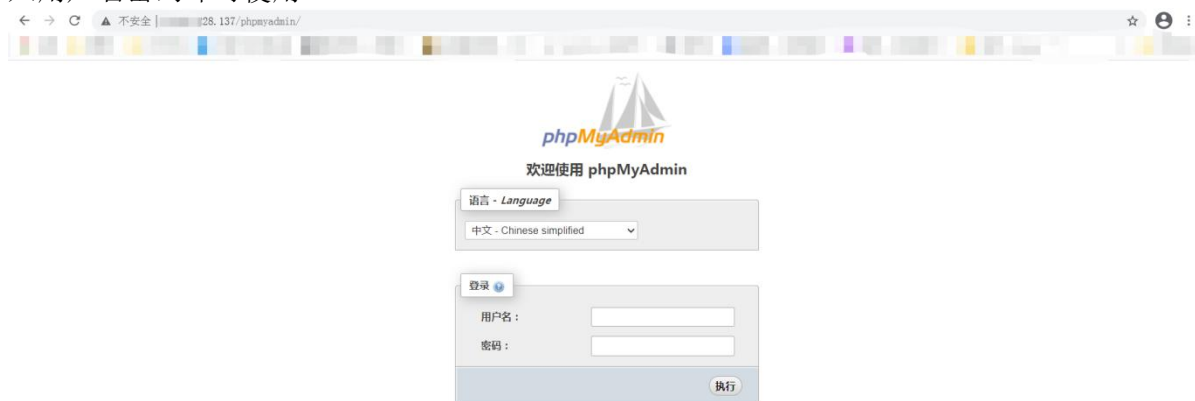 不安全
28.137/phpmyadmin/
phpMyAdmin
欢迎使用 phpMyAdmin
语言 - Language
中文 - Chinese simplified
登录
用户名：
密码：
执行